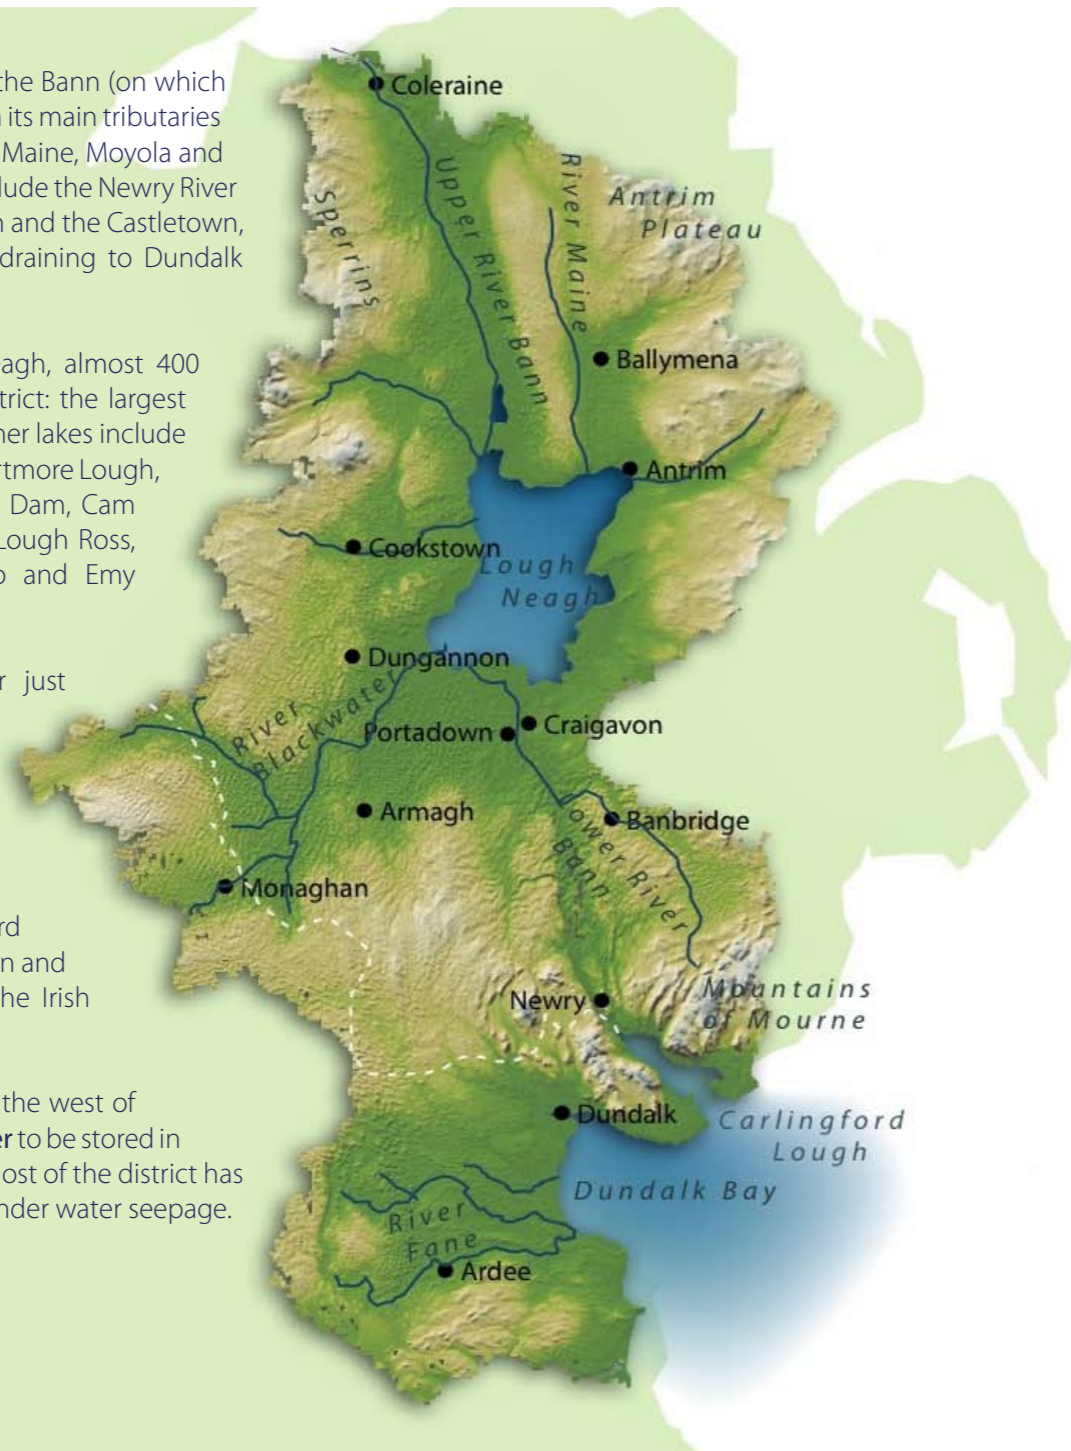 the Bann (on which
its main tributaries
Maine, Moyola and
lude the Newry River
and the Castletown,
draining to Dundalk
agh, almost 400
trict: the largest
ner lakes include
rtmore Lough,
Dam, Cam
Lough Ross,
and Emy
just
rd
n and
he Irish
the west of
er to be stored in
ost of the district has
nder water seepage.
Coleraine
Sperrins
Upper River Bann
River Maine
Antrim
Plateau
Ballymena
Antrim
Cookstown
Lough
Neagh
Dungannon
River
Blackwater
Portadown
Craigavon
Armagh
Banbridge
Lower River
Bann
Monaghan
Newry
Mountains
of Mourne
Dundalk
Carlingford
Lough
Dundalk Bay
River
Fane
Ardee